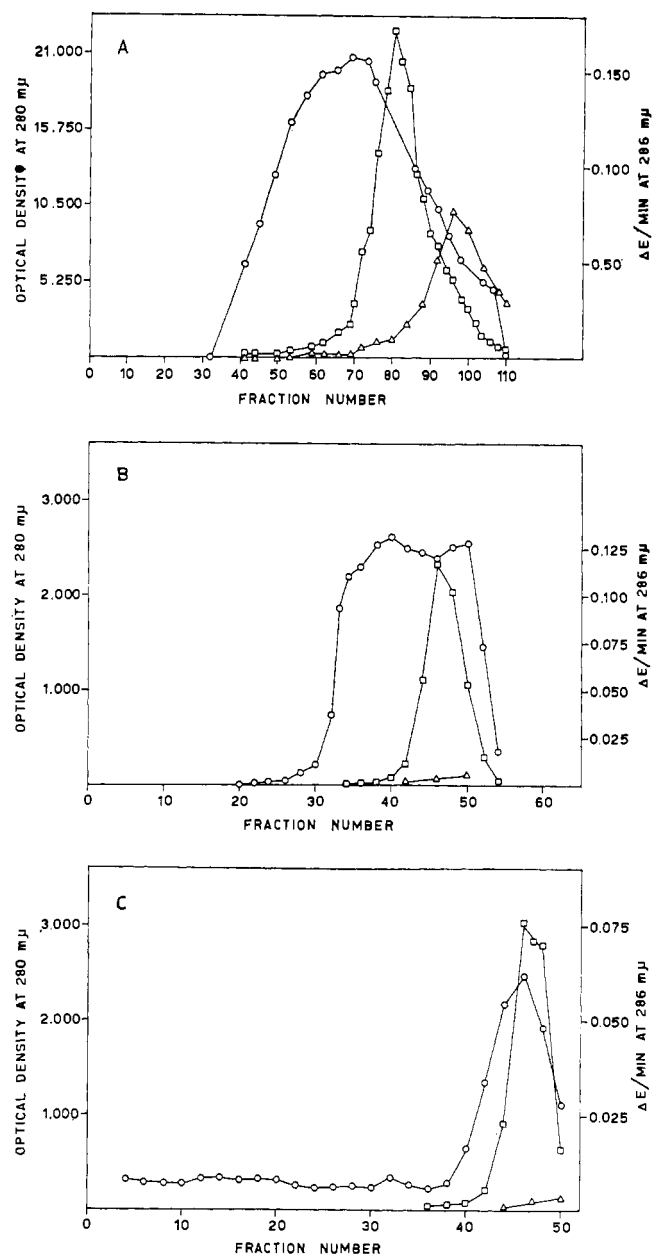 A
OPTICAL DENSITY AT 280 mµ
21.000
15.750
10.500
5.250
0.150
0.100
0.50
ΔE/MIN AT 286 mµ
0 10 20 30 40 50 60 70 80 90 100 110
FRACTION NUMBER
B
OPTICAL DENSITY AT 280 mµ
3.000
2.000
1.000
0.125
0.100
0.075
0.050
0.025
ΔE/MIN AT 286 mµ
0 10 20 30 40 50 60
FRACTION NUMBER
C
OPTICAL DENSITY AT 280 mµ
3.000
2.000
1.000
0.075
0.050
0.025
ΔE/MIN AT 286 mµ
0 10 20 30 40 50
FRACTION NUMBER